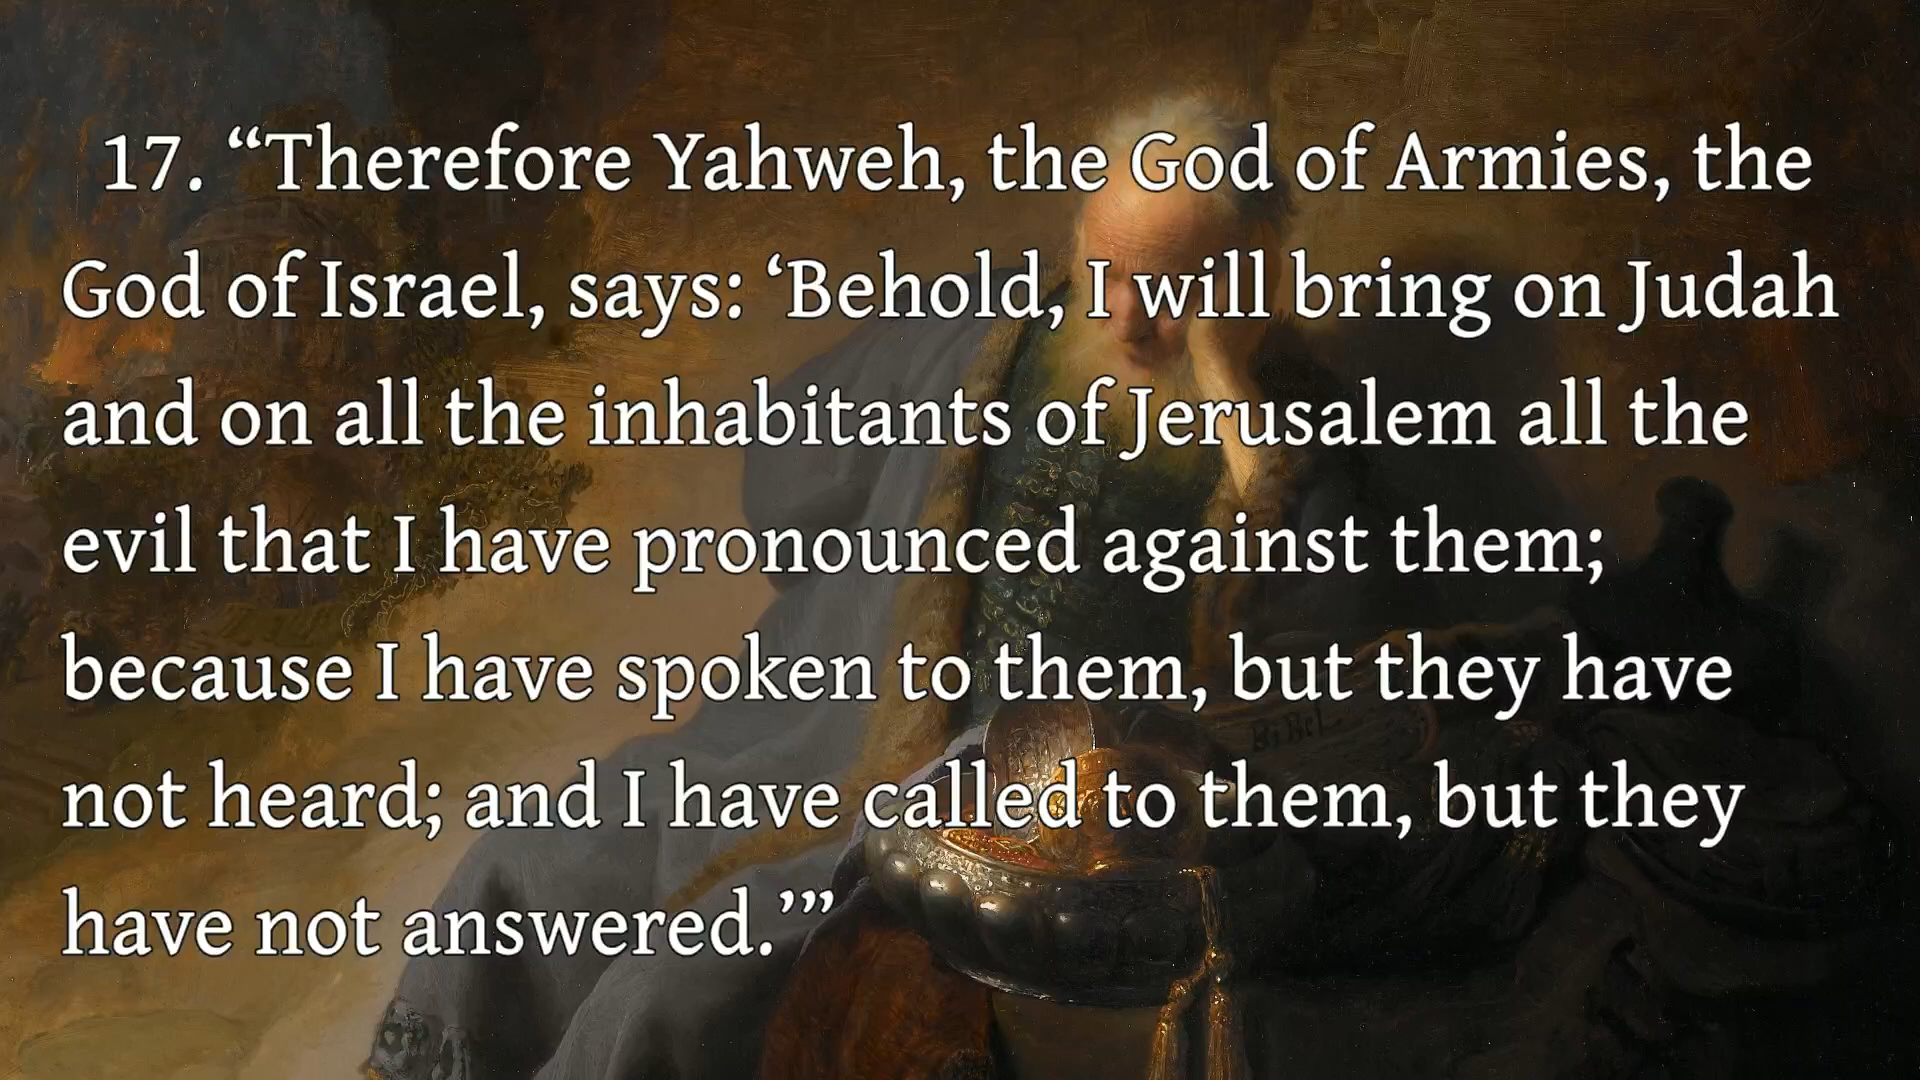 17. “Therefore Yahweh, the God of Armies, the
God of Israel, says: ‘Behold, I will bring on Judah
and on all the inhabitants of Jerusalem all the
evil that I have pronounced against them;
because I have spoken to them, but they have
not heard; and I have called to them, but they
have not answered.’”
BiBel